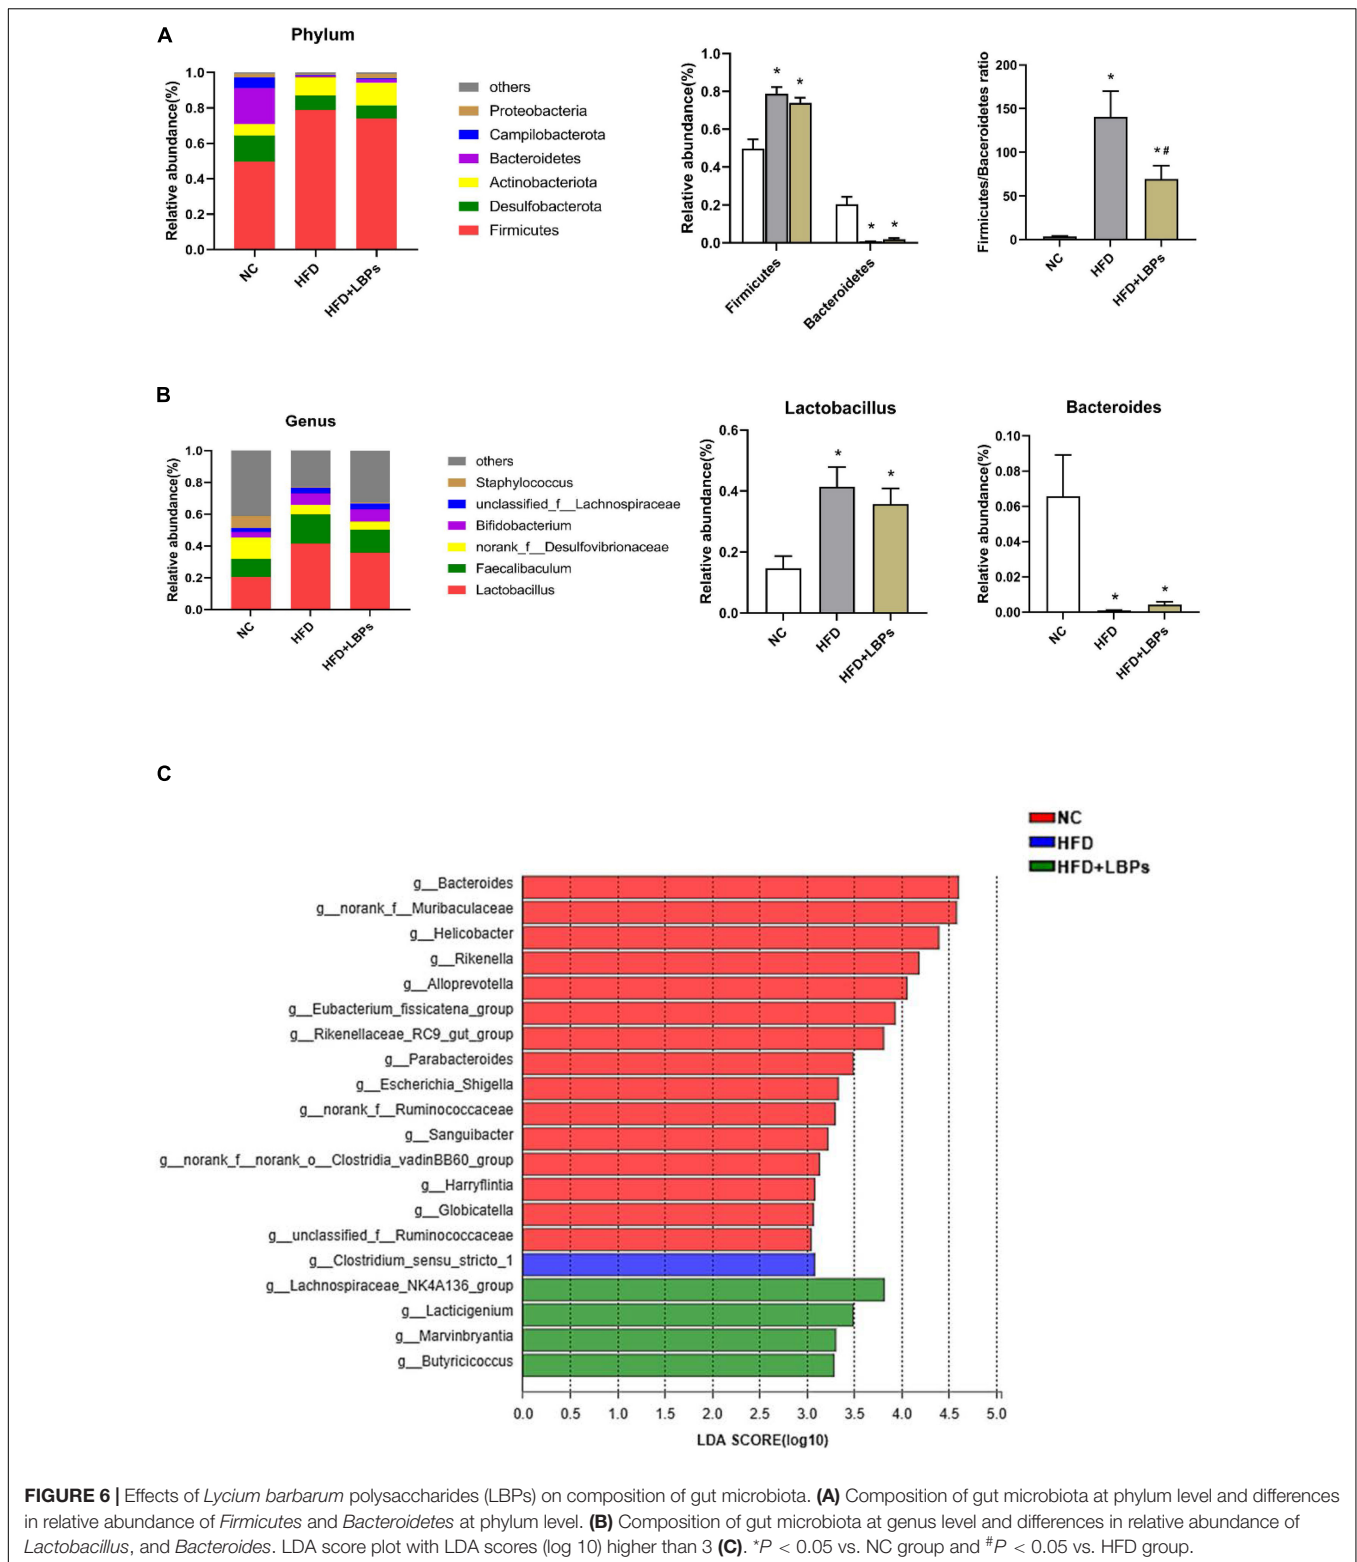 A
Phylum
Relative abundance(%)
1.0
0.8
0.6
0.4
0.2
0.0
NC
HFD
HFD+LBPs
others
Proteobacteria
Campilobacterota
Bacteroidetes
Actinobacteriota
Desulfobacterota
Firmicutes
Relative abundance(%)
1.0
0.8
0.6
0.4
0.2
0.0
* *
* *
Firmicutes
Bacteroidetes
Firmicutes/Baceroidetes ratio
200
150
100
50
0
*
*#
NC
HFD
HFD+LBPs
B
Genus
Relative abundance(%)
1.0
0.8
0.6
0.4
0.2
0.0
NC
HFD
HFD+LBPs
others
Staphylococcus
unclassified_f__Lachnospiraceae
Bifidobacterium
norank_f__Desulfovibrionaceae
Faecalibaculum
Lactobacillus
Lactobacillus
Relative abundance(%)
0.6
0.4
0.2
0.0
*
*
NC
HFD
HFD+LBPs
Bacteroides
Relative abundance(%)
0.10
0.08
0.06
0.04
0.02
0.00
*
*
NC
HFD
HFD+LBPs
C
NC
HFD
HFD+LBPs
g__Bacteroides
g__norank_f__Muribaculaceae
g__Helicobacter
g__Rikenella
g__Alloprevotella
g__Eubacterium_fissicatena_group
g__Rikenellaceae_RC9_gut_group
g__Parabacteroides
g__Escherichia_Shigella
g__norank_f__Ruminococcaceae
g__Sanguibacter
g__norank_f__norank_o__Clostridia_vadinBB60_group
g__Harryflintia
g__Globicatella
g__unclassified_f__Ruminococcaceae
g__Clostridium_sensu_stricto_1
g__Lachnospiraceae_NK4A136_group
g__Lacticigenium
g__Marvinbryantia
g__Butyricicoccus
0.0 0.5 1.0 1.5 2.0 2.5 3.0 3.5 4.0 4.5 5.0
LDA SCORE(log10)
FIGURE 6 | Effects of Lycium barbarum polysaccharides (LBPs) on composition of gut microbiota. (A) Composition of gut microbiota at phylum level and differences
in relative abundance of Firmicutes and Bacteroidetes at phylum level. (B) Composition of gut microbiota at genus level and differences in relative abundance of
Lactobacillus, and Bacteroides. LDA score plot with LDA scores (log 10) higher than 3 (C). *P < 0.05 vs. NC group and #P < 0.05 vs. HFD group.